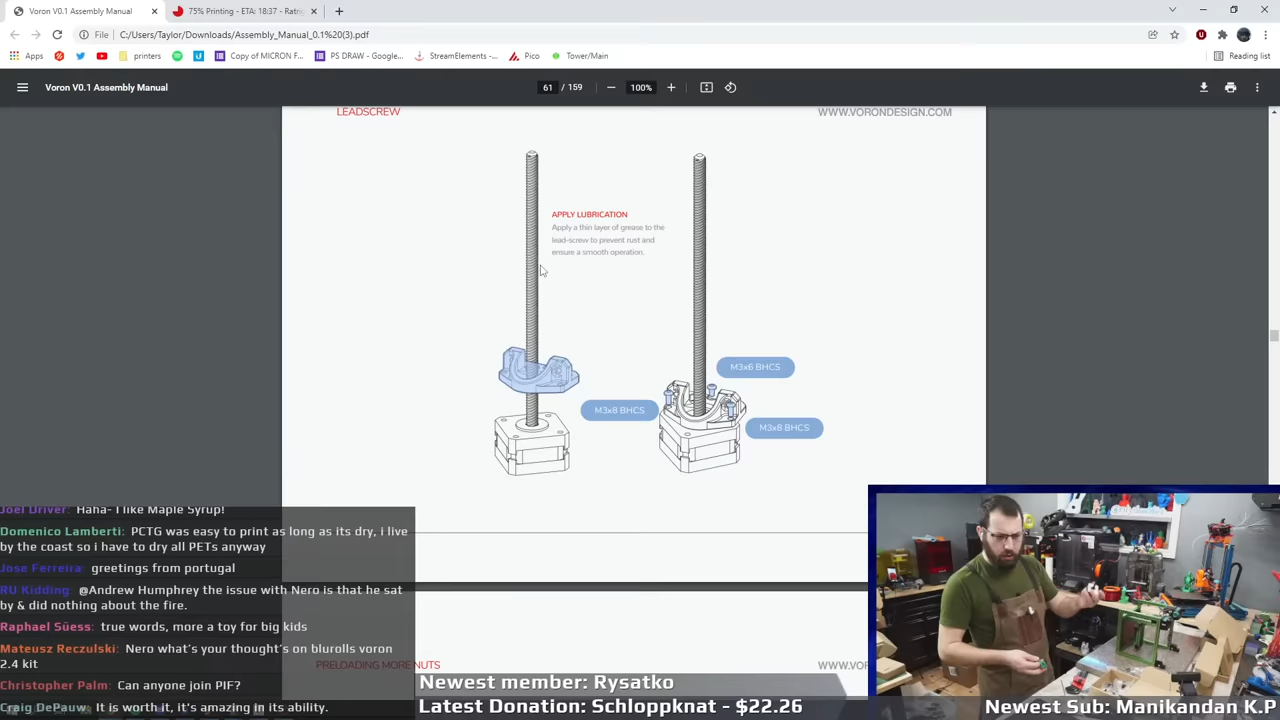 Voron V0.1 Assembly Manual
75% Printing - ETA: 18:37 - Ratrig
File
C:/Users/Taylor/Downloads/Assembly_Manual_0.1%20(3).pdf
Apps
printers
Copy of MICRON F...
PS DRAW - Google...
StreamElements -...
Pico
Tower/Main
Reading list
Voron V0.1 Assembly Manual
61 / 159
100%
LEADSCREW
WWW.VORONDESIGN.COM
APPLY LUBRICATION
Apply a thin layer of grease to the
lead-screw to prevent rust and
ensure a smooth operation.
M3x6 BHCS
M3x8 BHCS
M3x8 BHCS
Joel Driver: Haha- I like Maple Syrup!
Domenico Lamberti: PCTG was easy to print as long as its dry, i live
by the coast so i have to dry all PETs anyway
Jose Ferreira: greetings from portugal
RU Kidding: @Andrew Humphrey the issue with Nero is that he sat
by & did nothing about the fire.
Raphael Süess: true words, more a toy for big kids
Mateusz Reczulski: Nero what's your thought's on blurolls voron
2.4 kit
PRELOADING MORE NUTS
WWW.VO
Christopher Palm: Can anyone join PIF?
Craig DePauw: It is worth it, it's amazing in its ability.
Newest member: Rysatko
Latest Donation: Schloppknat - $22.26
Newest Sub: Manikandan K.P